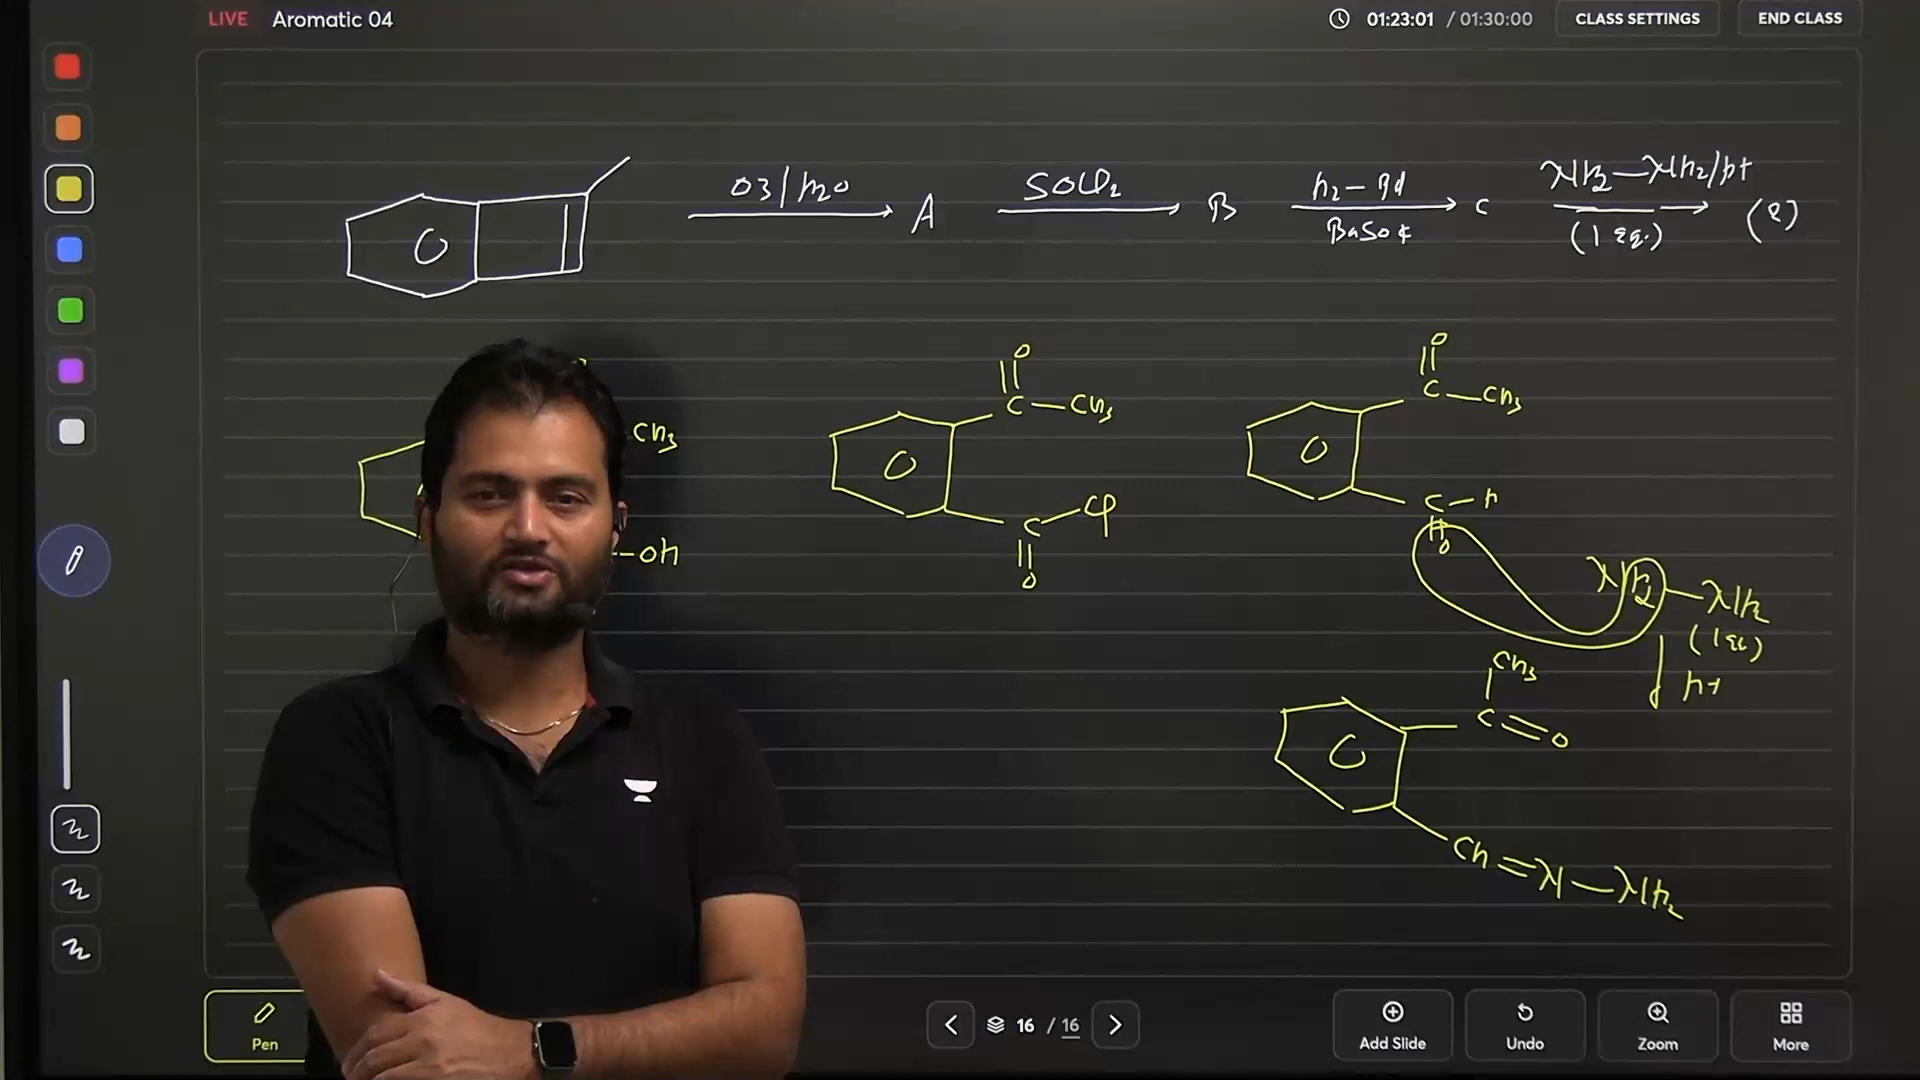 LIVE Aromatic 04 01:23:01 / 01:30:00 CLASS SETTINGS END CLASS
O3/H2O A SOCl2 B H2-Pd BaSO4 C NH2-NH2/H+ (1 eq.) (?)
O
C-CH3
O
C-CH3
CH3
O
O
C-Cl
O
C-H
O
OH
NH2-NH2
(1 eq)
H+
CH3
C=O
O
CH=N-NH2
Pen
16 / 16
Add Slide Undo Zoom More